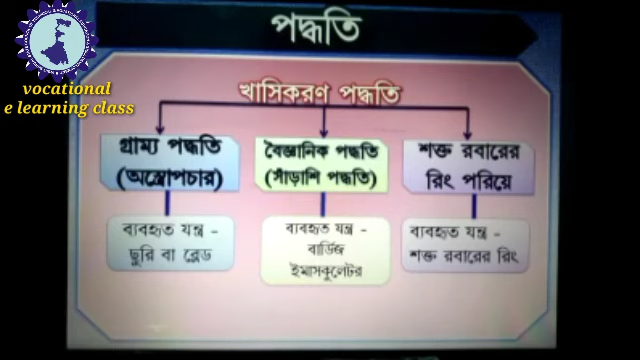 পদ্ধতি
vocational
e learning class
খাসিকরণ পদ্ধতি
গ্রাম্য পদ্ধতি
(অস্ত্রোপচার)
বৈজ্ঞানিক পদ্ধতি
(সাঁড়াশি পদ্ধতি)
শক্ত রবারের
রিং পরিয়ে
ব্যবহৃত যন্ত্র -
ছুরি বা ব্লেড
ব্যবহৃত যন্ত্র -
বার্ডিজ
ইমাসকুলেটর
ব্যবহৃত যন্ত্র -
শক্ত রবারের রিং